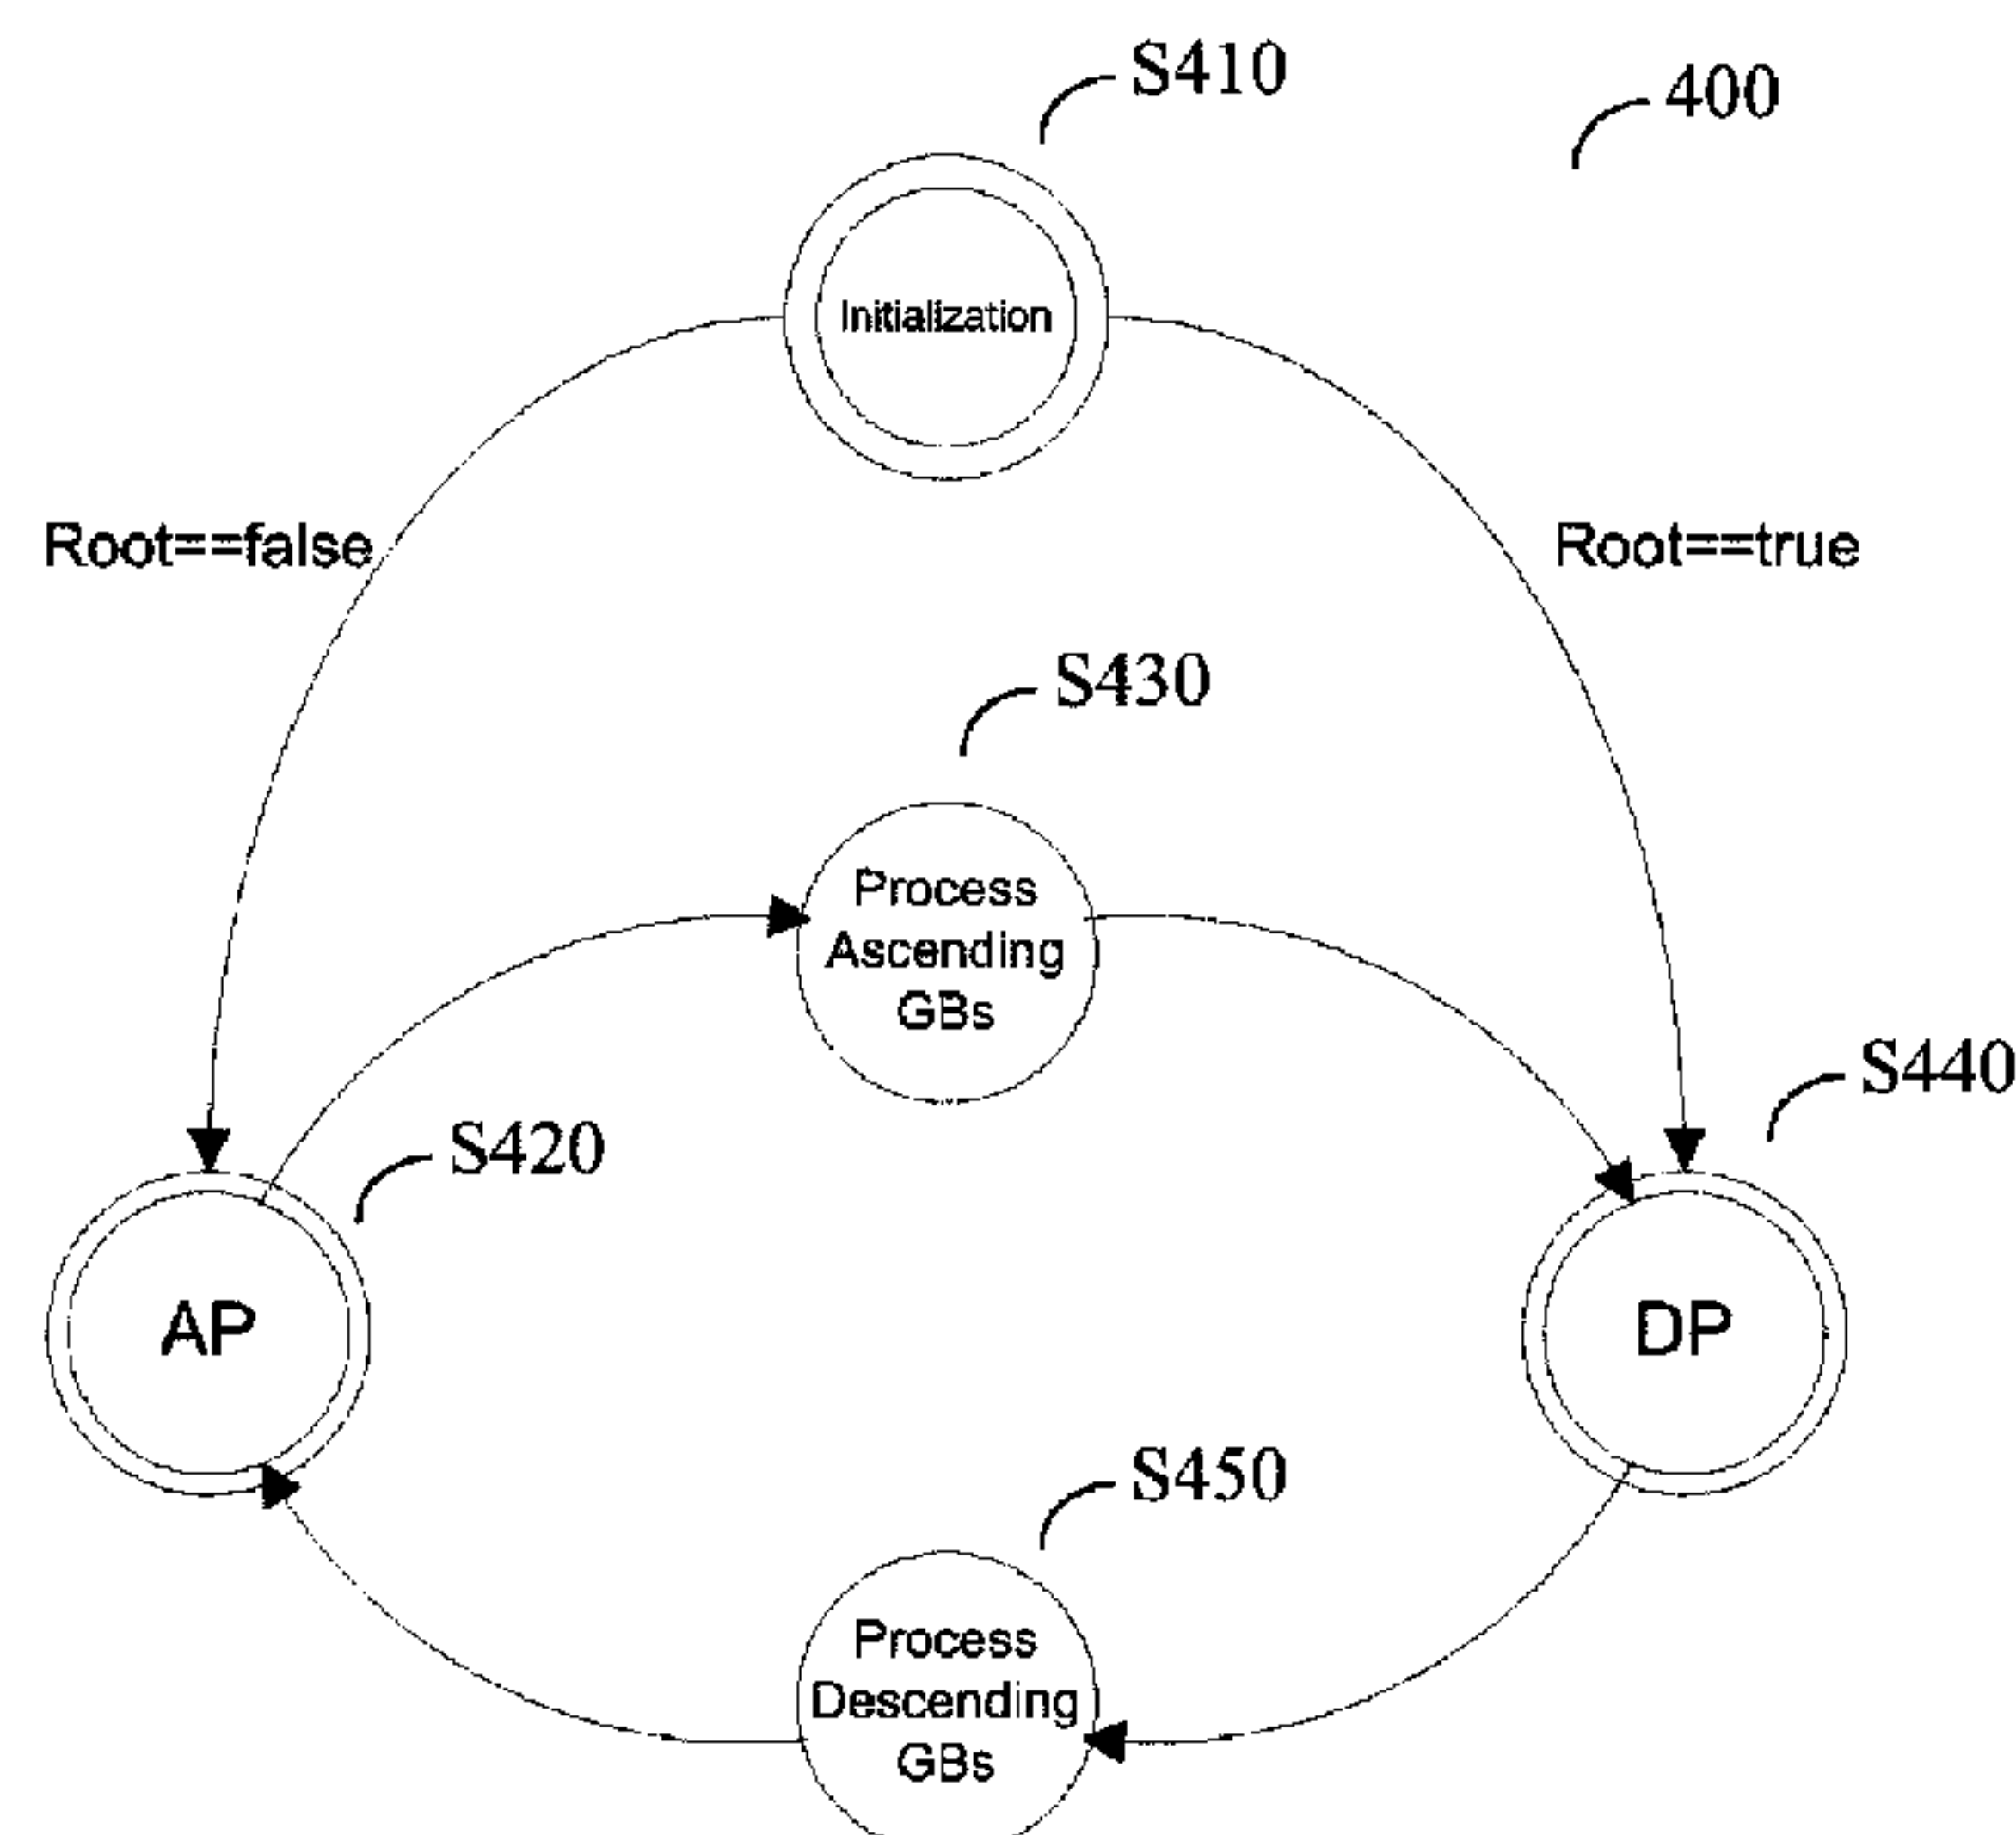 S410
400
Initialization
Root==false
Root==true
S430
Process
Ascending
GBs
S440
S420
AP
DP
S450
Process
Descending
GBs